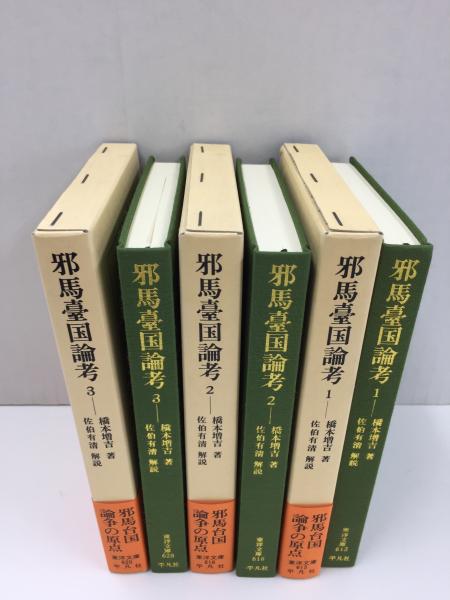 邪馬臺国論考 3
橋本増吉 著
佐伯有清 解説
邪馬台国
論争の原点
東洋文庫
620
平凡社
邪馬臺国論考 3
橋本増吉 著
佐伯有清 解説
東洋文庫
620
平凡社
邪馬臺国論考 2
橋本増吉 著
佐伯有清 解説
邪馬台国
論争の原点
東洋文庫
616
平凡社
邪馬臺国論考 2
橋本増吉 著
佐伯有清 解説
東洋文庫
616
平凡社
邪馬臺国論考 1
橋本増吉 著
佐伯有清 解説
邪馬台国
論争の原点
東洋文庫
613
平凡社
邪馬臺国論考 1
橋本増吉 著
佐伯有清 解説
東洋文庫
613
平凡社